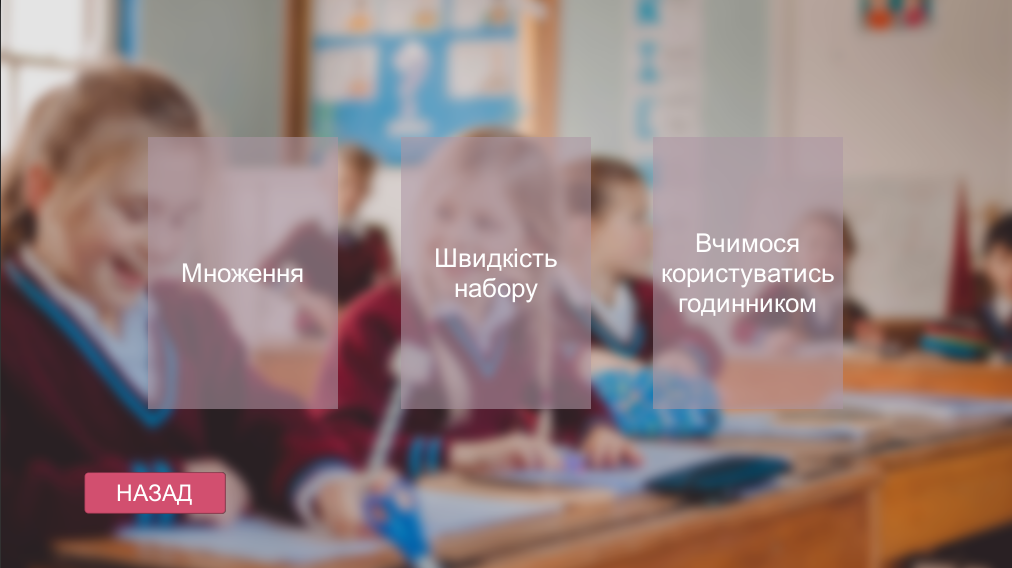 Множення
Швидкість
набору
Вчимося
користуватись
годинником
НАЗАД